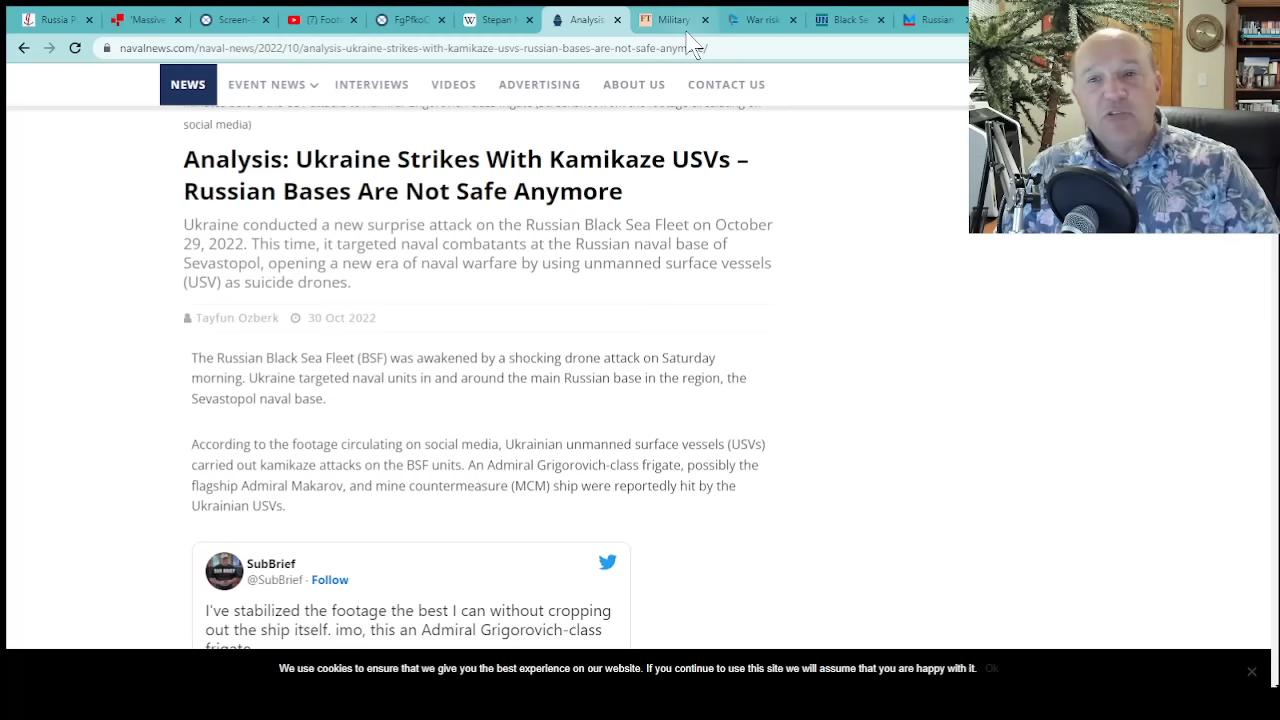 Russia P
'Massive
Screen-S
(7) Foot
FgPfkoC
Stepan M
Analysis
Military
War risk
Black Se
Russian
navalnews.com/naval-news/2022/10/analysis-ukraine-strikes-with-kamikaze-usvs-russian-bases-are-not-safe-anymore/
NEWS
EVENT NEWS
INTERVIEWS
VIDEOS
ADVERTISING
ABOUT US
CONTACT US
social media)
Analysis: Ukraine Strikes With Kamikaze USVs –
Russian Bases Are Not Safe Anymore
Ukraine conducted a new surprise attack on the Russian Black Sea Fleet on October
29, 2022. This time, it targeted naval combatants at the Russian naval base of
Sevastopol, opening a new era of naval warfare by using unmanned surface vessels
(USV) as suicide drones.
Tayfun Ozberk 30 Oct 2022
The Russian Black Sea Fleet (BSF) was awakened by a shocking drone attack on Saturday
morning. Ukraine targeted naval units in and around the main Russian base in the region, the
Sevastopol naval base.
According to the footage circulating on social media, Ukrainian unmanned surface vessels (USVs)
carried out kamikaze attacks on the BSF units. An Admiral Grigorovich-class frigate, possibly the
flagship Admiral Makarov, and mine countermeasure (MCM) ship were reportedly hit by the
Ukrainian USVs.
SubBrief
@SubBrief · Follow
I've stabilized the footage the best I can without cropping
out the ship itself. imo, this an Admiral Grigorovich-class
frigate
We use cookies to ensure that we give you the best experience on our website. If you continue to use this site we will assume that you are happy with it. Ok